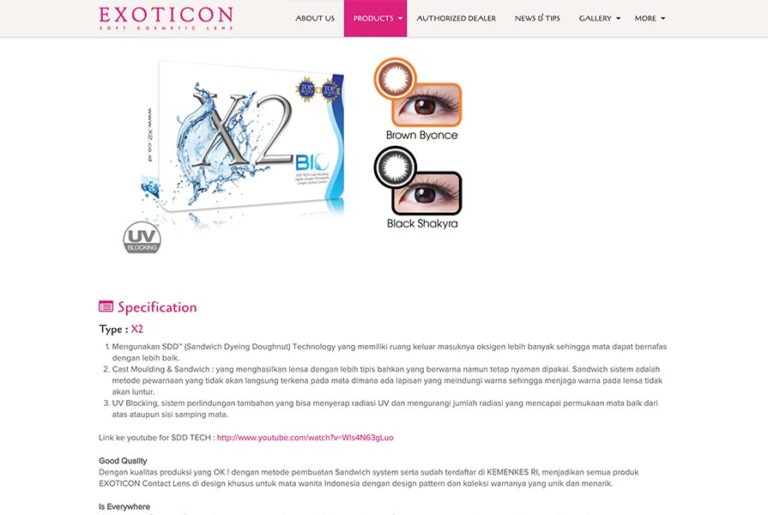 EXOTICON
SOFT COSMETIC LENS
ABOUT US
PRODUCTS
AUTHORIZED DEALER
NEWS & TIPS
GALLERY
MORE
www.X2.co.id
X2
BIO
TOP
TOP
Brown Byonce
Black Shakyra
UV
BLOCKING
Specification
Type : X2
1. Mengunakan SDD™ (Sandwich Dyeing Doughnut) Technology yang memiliki ruang keluar masuknya oksigen lebih banyak sehingga mata dapat bernafas
dengan lebih baik.
2. Cast Moulding & Sandwich : yang menghasilkan lensa dengan lebih tipis bahkan yang berwarna namun tetap nyaman dipakai. Sandwich sistem adalah
metode pewarnaan yang tidak akan langsung terkena pada mata dimana ada lapisan yang meindungi warna sehingga menjaga warna pada lensa tidak
akan luntur.
3. UV Blocking, sistem perlindungan tambahan yang bisa menyerap radiasi UV dan mengurangi jumlah radiasi yang mencapai permukaan mata baik dari
atas ataupun sisi samping mata.
Link ke youtube for SDD TECH : http://www.youtube.com/watch?v=Wls4N63gLuo
Good Quality
Dengan kualitas produksi yang OK ! dengan metode pembuatan Sandwich system serta sudah terdaftar di KEMENKES RI, menjadikan semua produk
EXOTICON Contact Lens di design khusus untuk mata wanita Indonesia dengan design pattern dan koleksi warnanya yang unik dan menarik.
Is Everywhere